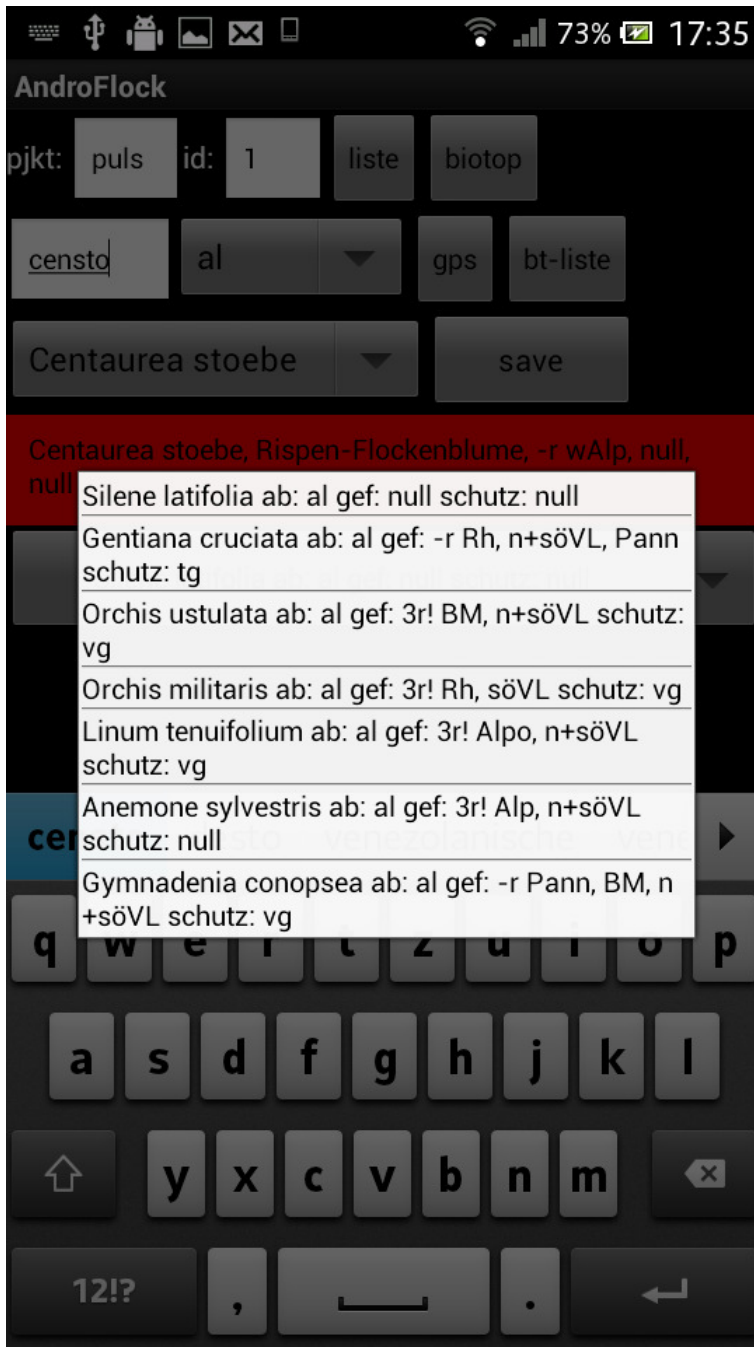 73% 17:35
AndroFlock
pjkt: puls id: 1 liste biotop
censto al gps bt-liste
Centaurea stoebe save
Centaurea stoebe, Rispen-Flockenblume, -r wAlp, null,
null
Silene latifolia ab: al gef: null schutz: null
Gentiana cruciata ab: al gef: -r Rh, n+söVL, Pann
schutz: tg
Orchis ustulata ab: al gef: 3r! BM, n+söVL schutz:
vg
Orchis militaris ab: al gef: 3r! Rh, söVL schutz: vg
Linum tenuifolium ab: al gef: 3r! Alpo, n+söVL
schutz: vg
Anemone sylvestris ab: al gef: 3r! Alp, n+söVL
schutz: null
Gymnadenia conopsea ab: al gef: -r Pann, BM, n
+söVL schutz: vg
q w e r t z u i o p
a s d f g h j k l
y x c v b n m
12!? , .